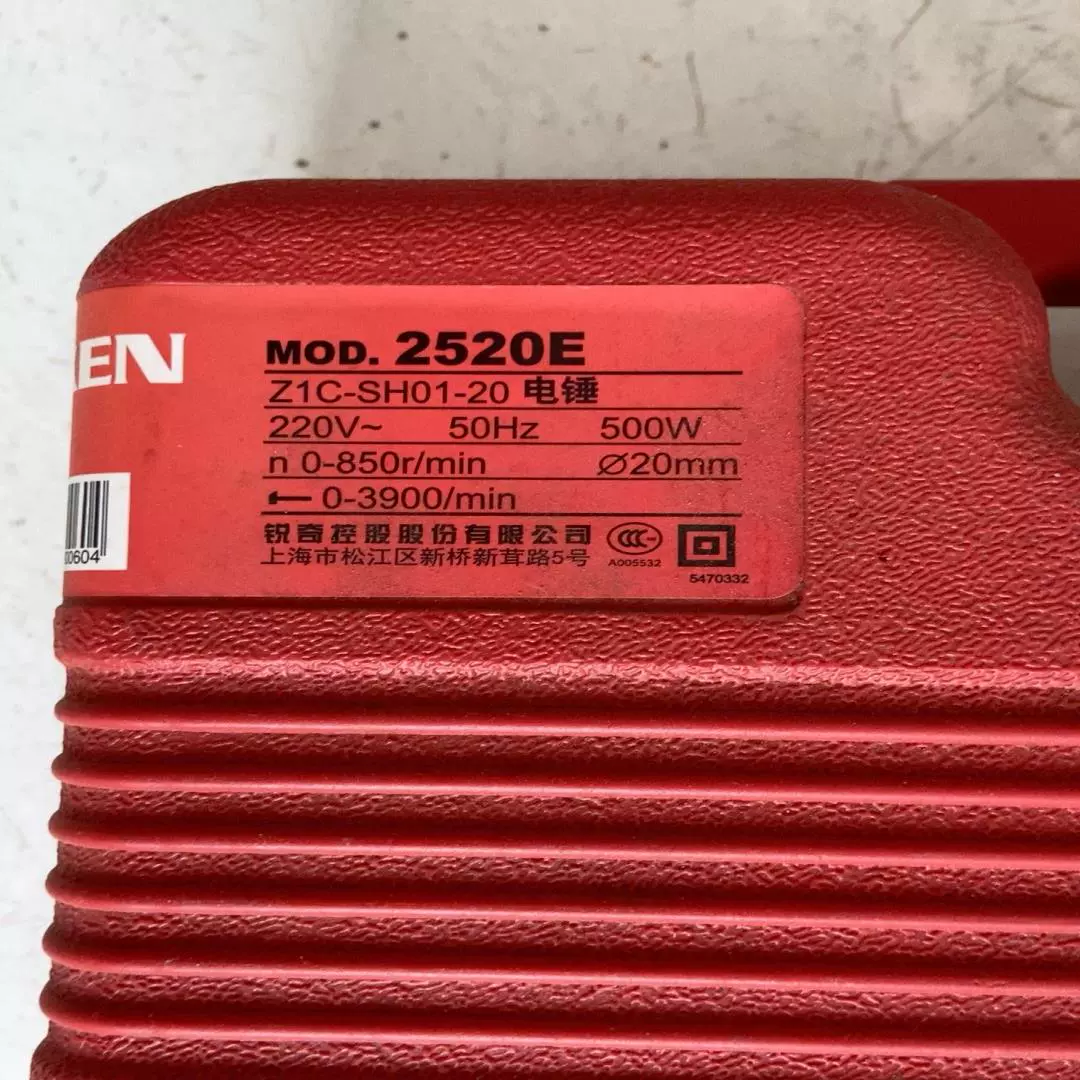 KEN
MOD. 2520E
Z1C-SH01-20 电锤
220V~ 50Hz 500W
n 0-850r/min ⌀20mm
0-3900/min
锐奇控股股份有限公司
上海市松江区新桥新茸路5号
CCC
A005532
5470332
00604